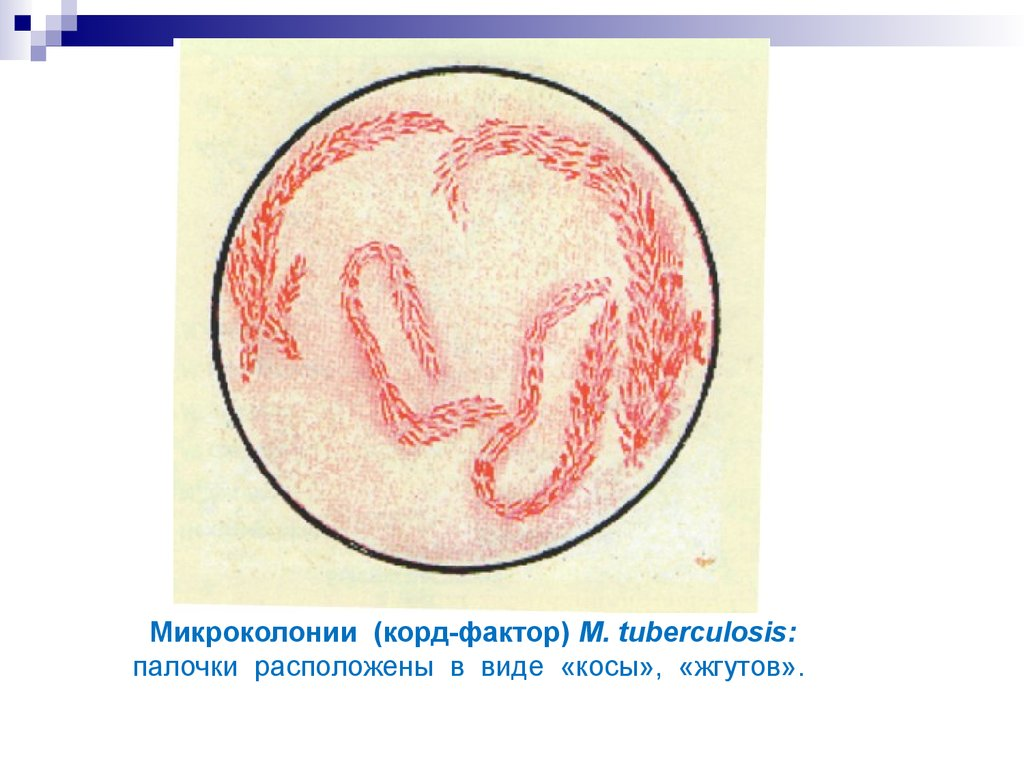 Микроколонии (корд-фактор) M. tuberculosis:
палочки расположены в виде «косы», «жгутов».